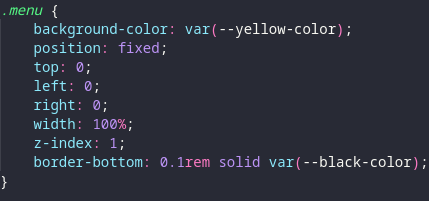 .menu {
    background-color: var(--yellow-color);
    position: fixed;
    top: 0;
    left: 0;
    right: 0;
    width: 100%;
    z-index: 1;
    border-bottom: 0.1rem solid var(--black-color);
}